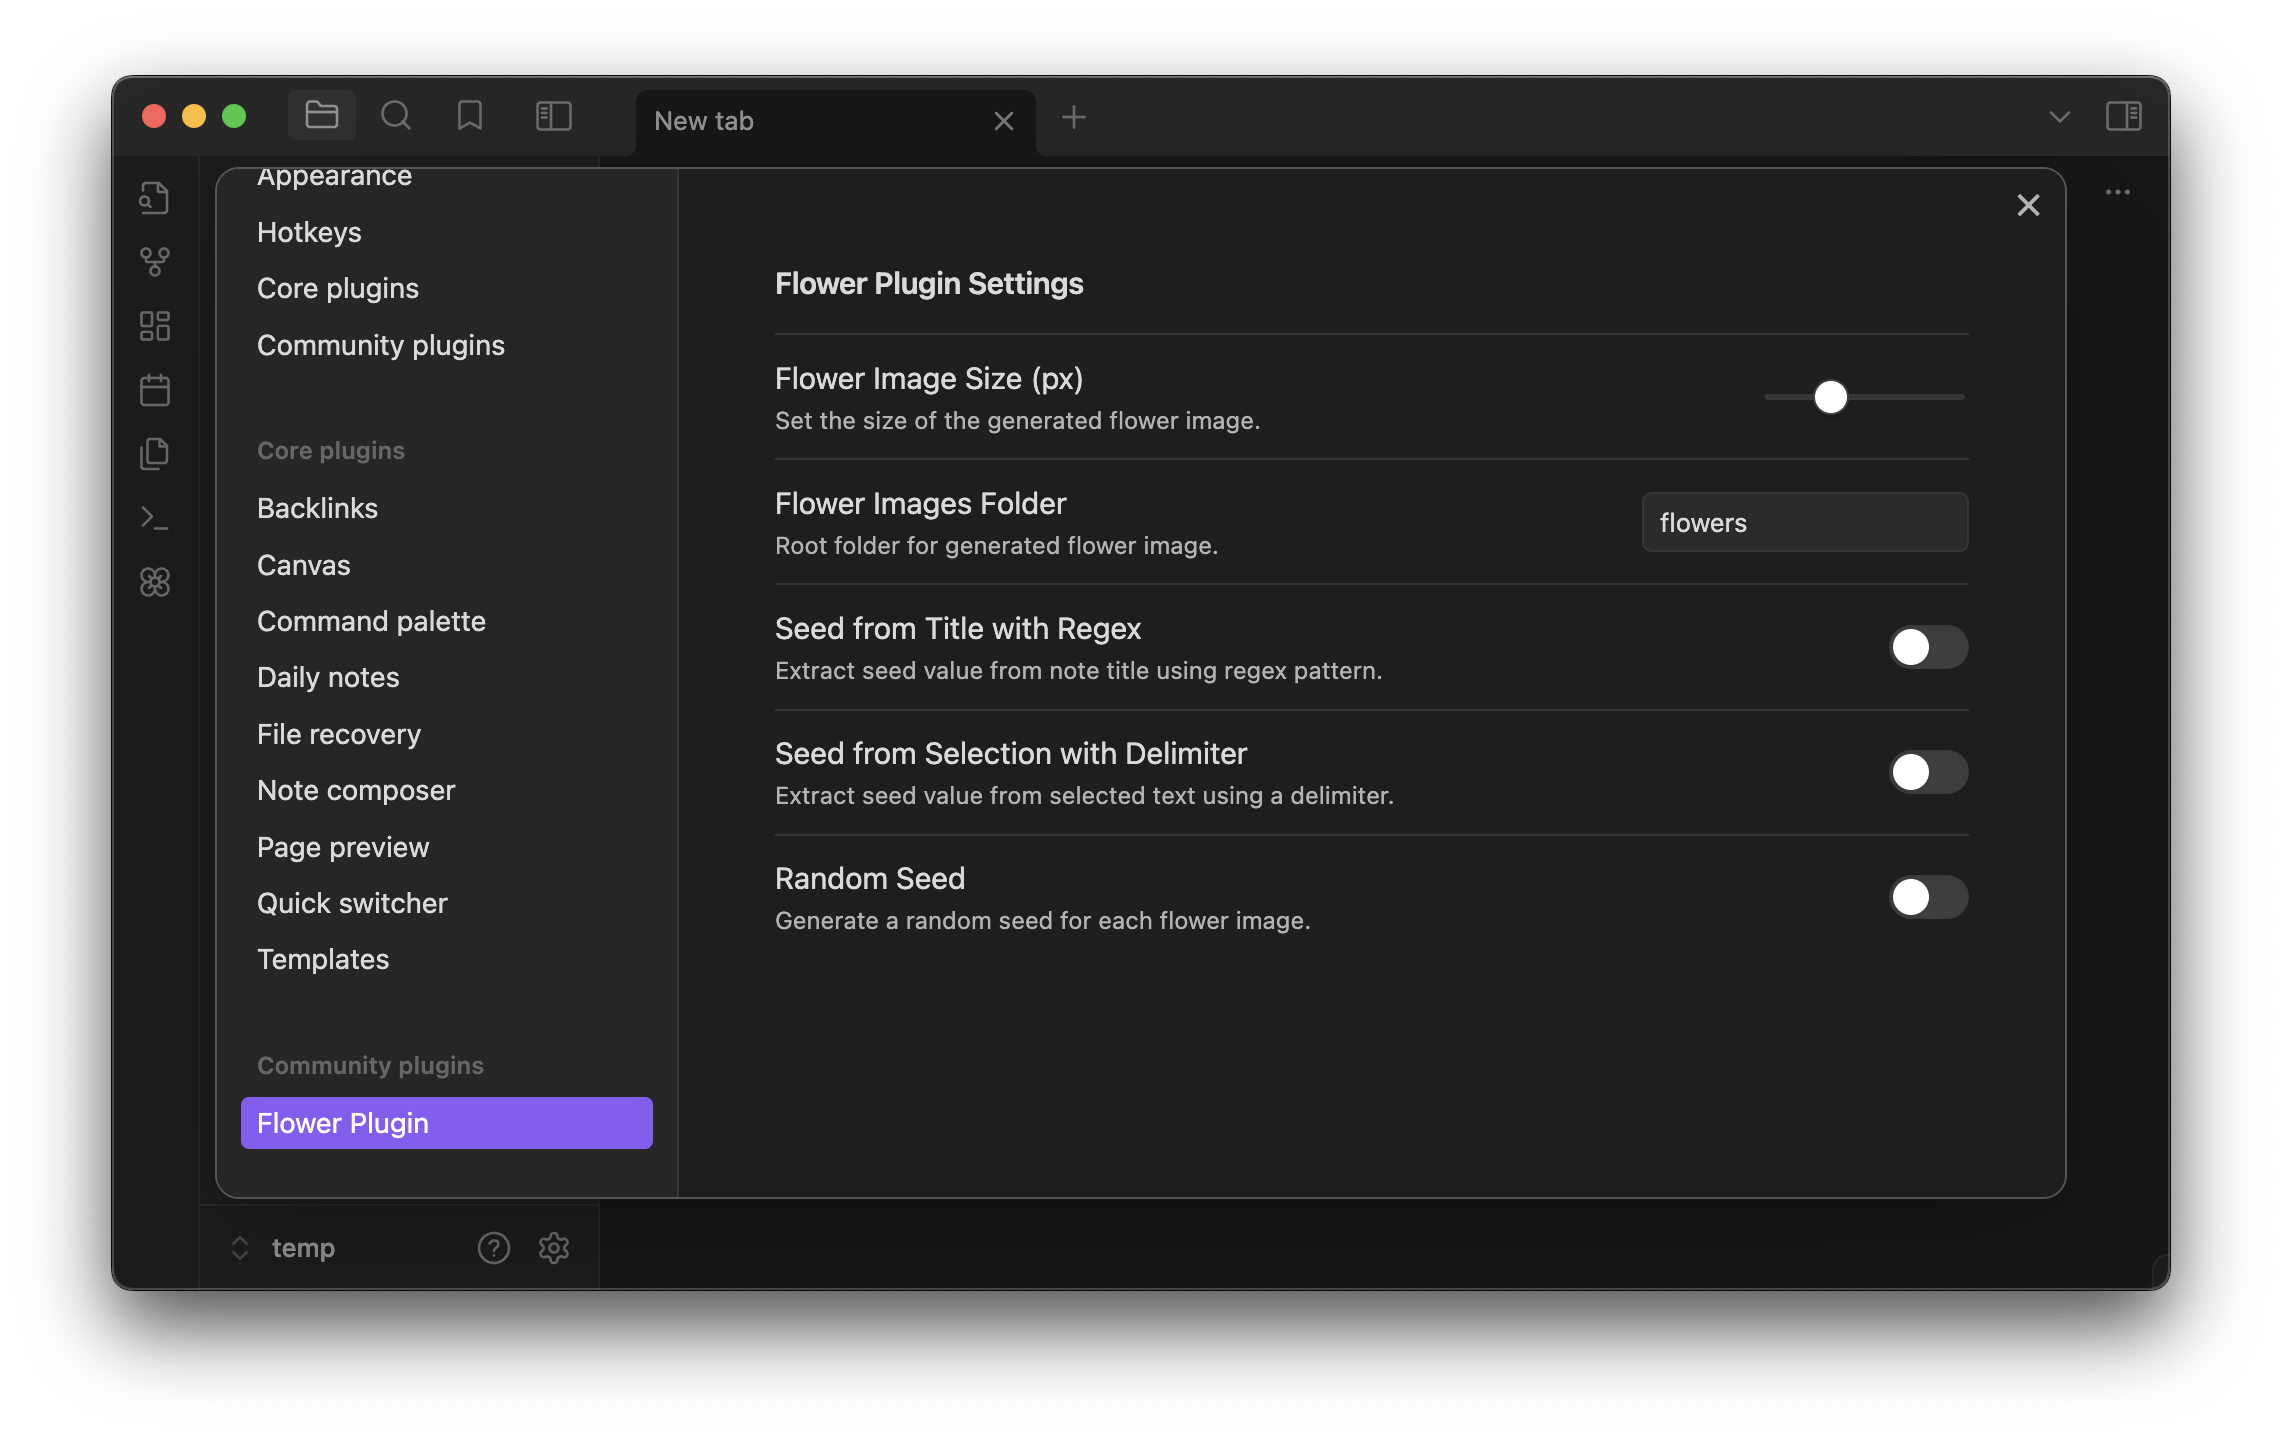 New tab
Appearance
Hotkeys
Core plugins
Community plugins
Core plugins
Backlinks
Canvas
Command palette
Daily notes
File recovery
Note composer
Page preview
Quick switcher
Templates
Community plugins
Flower Plugin
temp
Flower Plugin Settings
Flower Image Size (px)
Set the size of the generated flower image.
Flower Images Folder
Root folder for generated flower image.
flowers
Seed from Title with Regex
Extract seed value from note title using regex pattern.
Seed from Selection with Delimiter
Extract seed value from selected text using a delimiter.
Random Seed
Generate a random seed for each flower image.